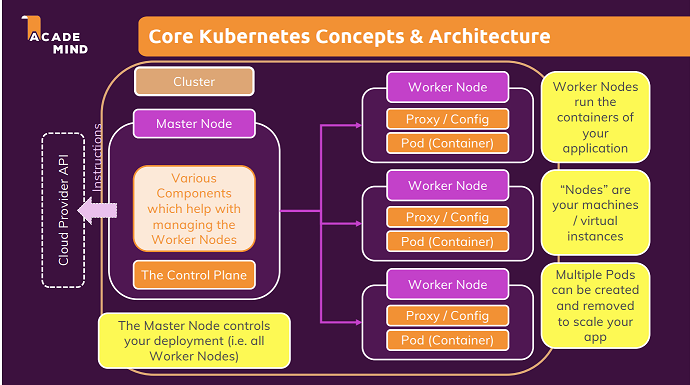 ACADE
MIND
Core Kubernetes Concepts & Architecture
Cluster
Master Node
Various
Components
which help with
managing the
Worker Nodes
The Control Plane
Instructions
Cloud Provider API
The Master Node controls
your deployment (i.e. all
Worker Nodes)
Worker Node
Proxy / Config
Pod (Container)
Worker Node
Proxy / Config
Pod (Container)
Worker Node
Proxy / Config
Pod (Container)
Worker Nodes
run the
containers of
your
application
“Nodes” are
your machines
/ virtual
instances
Multiple Pods
can be created
and removed
to scale your
app